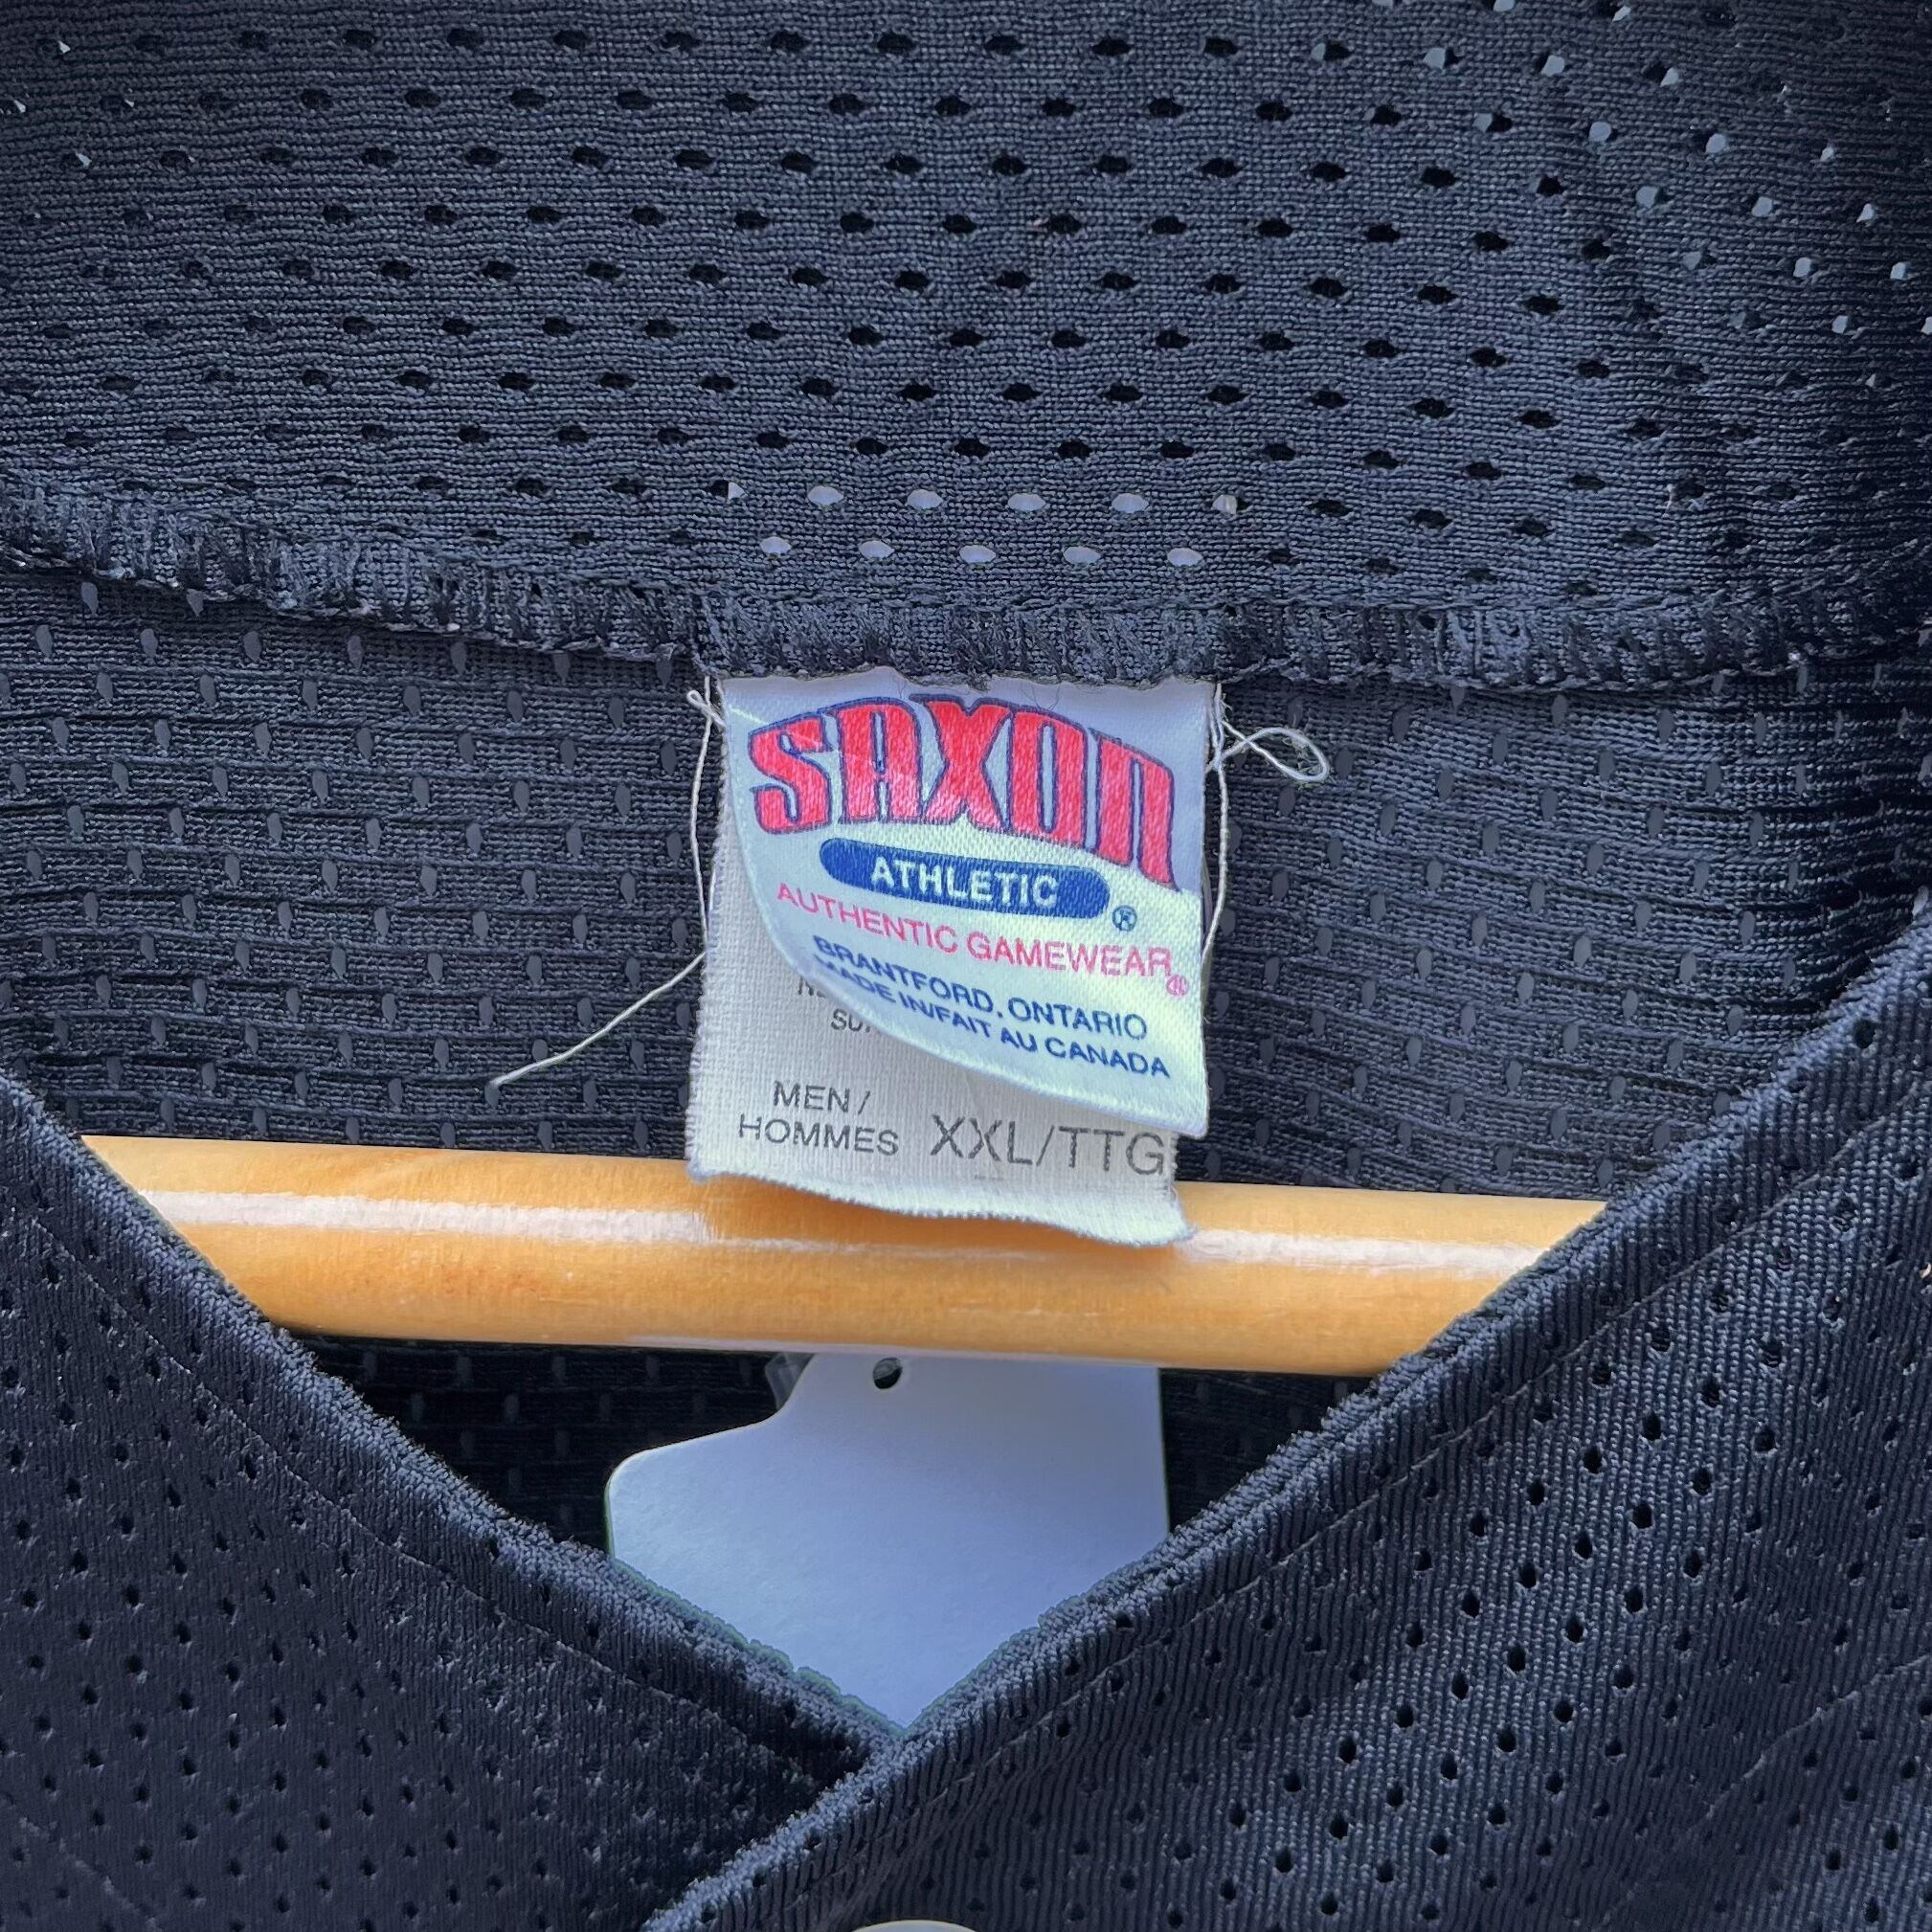 SAXON
ATHLETIC ®
AUTHENTIC GAMEWEAR®
BRANTFORD, ONTARIO
MADE IN/FAIT AU CANADA
MEN/
HOMMES XXL/TTG